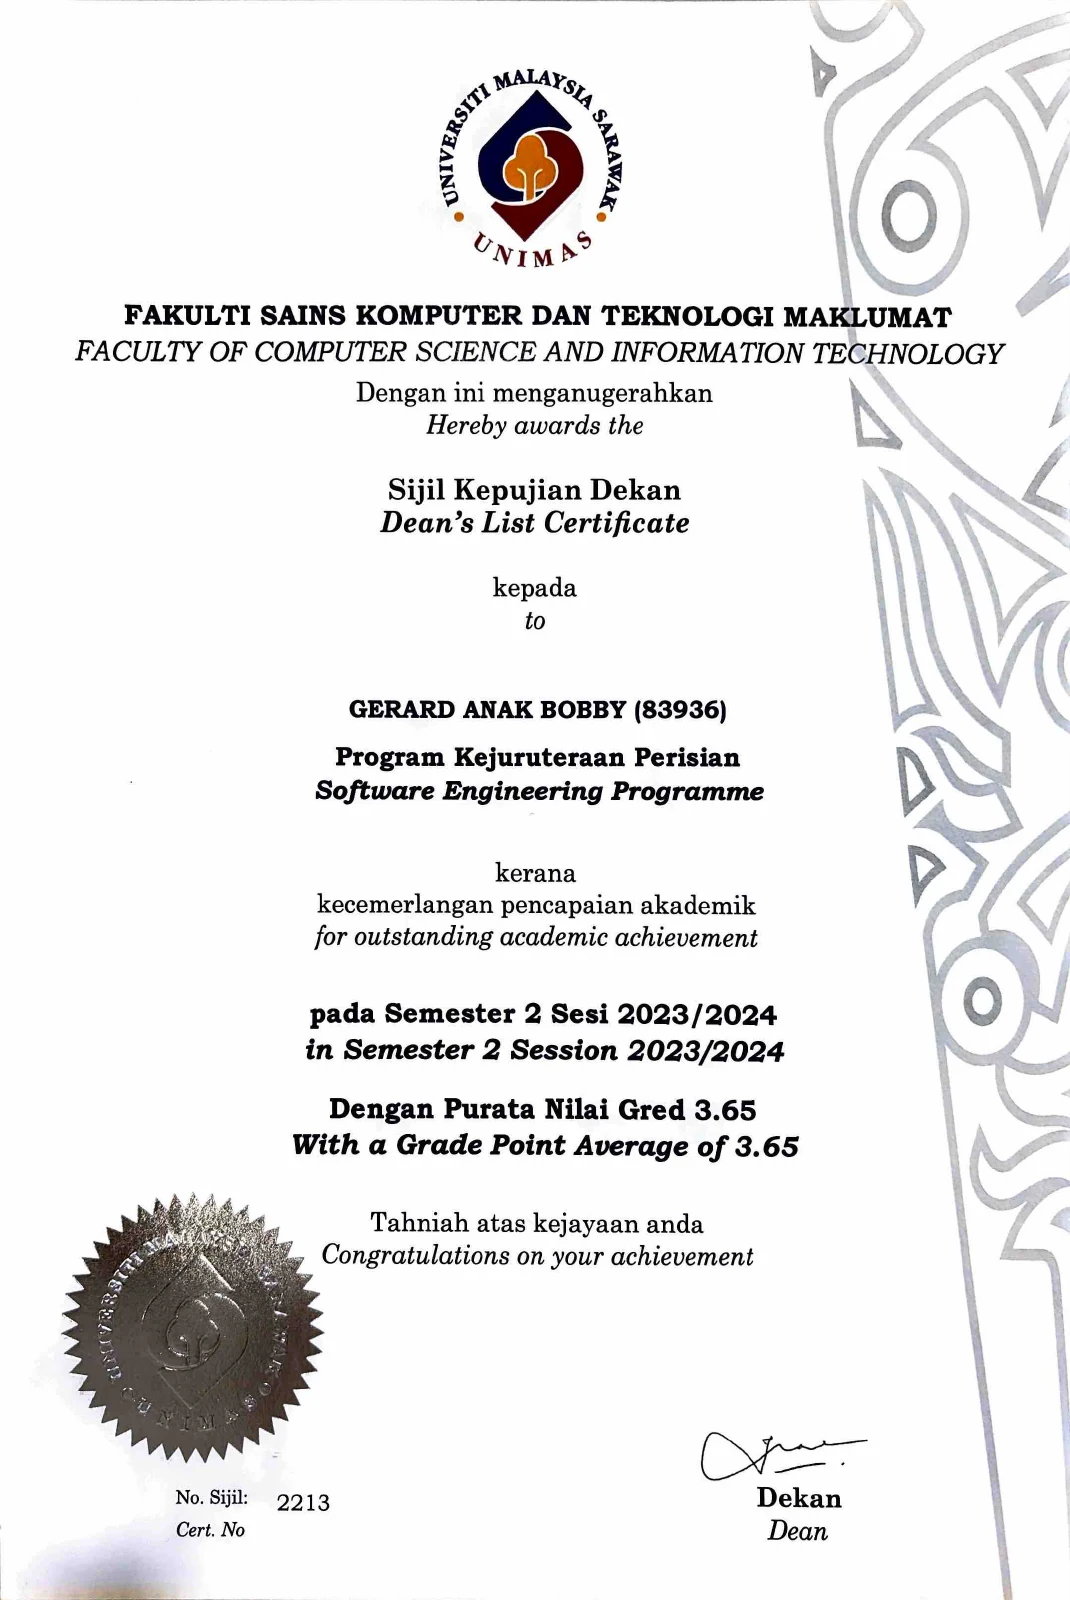 UNIVERSITI MALAYSIA SARAWAK
UNIMAS
FAKULTI SAINS KOMPUTER DAN TEKNOLOGI MAKLUMAT
FACULTY OF COMPUTER SCIENCE AND INFORMATION TECHNOLOGY
Dengan ini menganugerahkan
Hereby awards the
Sijil Kepujian Dekan
Dean's List Certificate
kepada
to
GERARD ANAK BOBBY (83936)
Program Kejuruteraan Perisian
Software Engineering Programme
kerana
kecemerlangan pencapaian akademik
for outstanding academic achievement
pada Semester 2 Sesi 2023/2024
in Semester 2 Session 2023/2024
Dengan Purata Nilai Gred 3.65
With a Grade Point Average of 3.65
Tahniah atas kejayaan anda
Congratulations on your achievement
UNIVERSITI MALAYSIA SARAWAK
UNIMAS
No. Sijil: 2213
Cert. No
Dekan
Dean